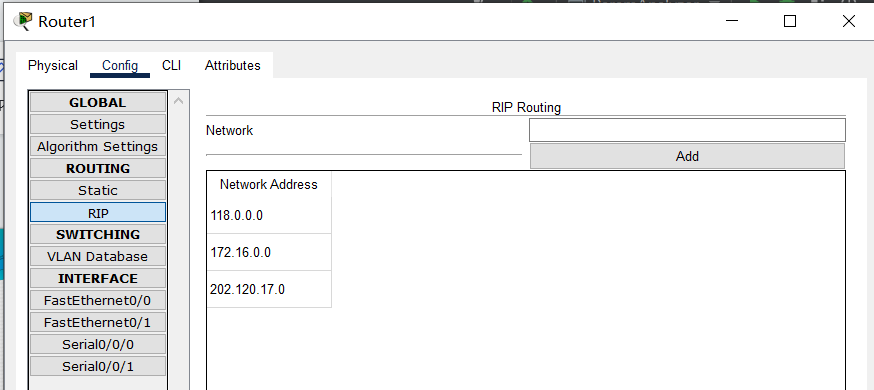 Router1
Physical Config CLI Attributes
GLOBAL
Settings
Algorithm Settings
ROUTING
Static
RIP
SWITCHING
VLAN Database
INTERFACE
FastEthernet0/0
FastEthernet0/1
Serial0/0/0
Serial0/0/1
RIP Routing
Network
Add
Network Address
118.0.0.0
172.16.0.0
202.120.17.0